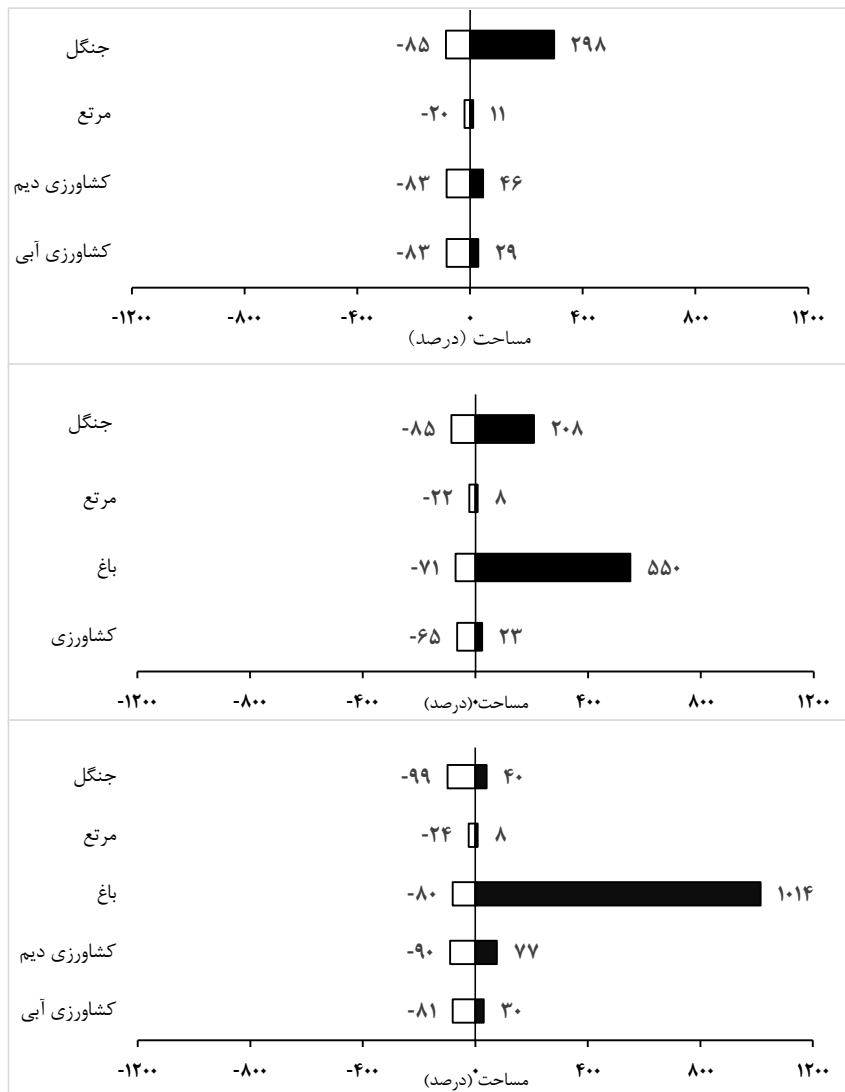 جنگل -۸۵ ۲۹۸
مرتع -۲۰ ۱۱
کشاورزی دیم -۸۳ ۴۶
کشاورزی آبی -۸۳ ۲۹
-۱۲۰۰ -۸۰۰ -۴۰۰ ۰ ۴۰۰ ۸۰۰ ۱۲۰۰
مساحت (درصد)
جنگل -۸۵ ۲۰۸
مرتع -۲۲ ۸
باغ -۷۱ ۵۵۰
کشاورزی -۶۵ ۲۳
-۱۲۰۰ -۸۰۰ -۴۰۰ ۰ ۴۰۰ ۸۰۰ ۱۲۰۰
مساحت (درصد)
جنگل -۹۹ ۴۰
مرتع -۲۴ ۸
باغ -۸۰ ۱۰۱۴
کشاورزی دیم -۹۰ ۷۷
کشاورزی آبی -۸۱ ۳۰
-۱۲۰۰ -۸۰۰ -۴۰۰ ۰ ۴۰۰ ۸۰۰ ۱۲۰۰
مساحت (درصد)